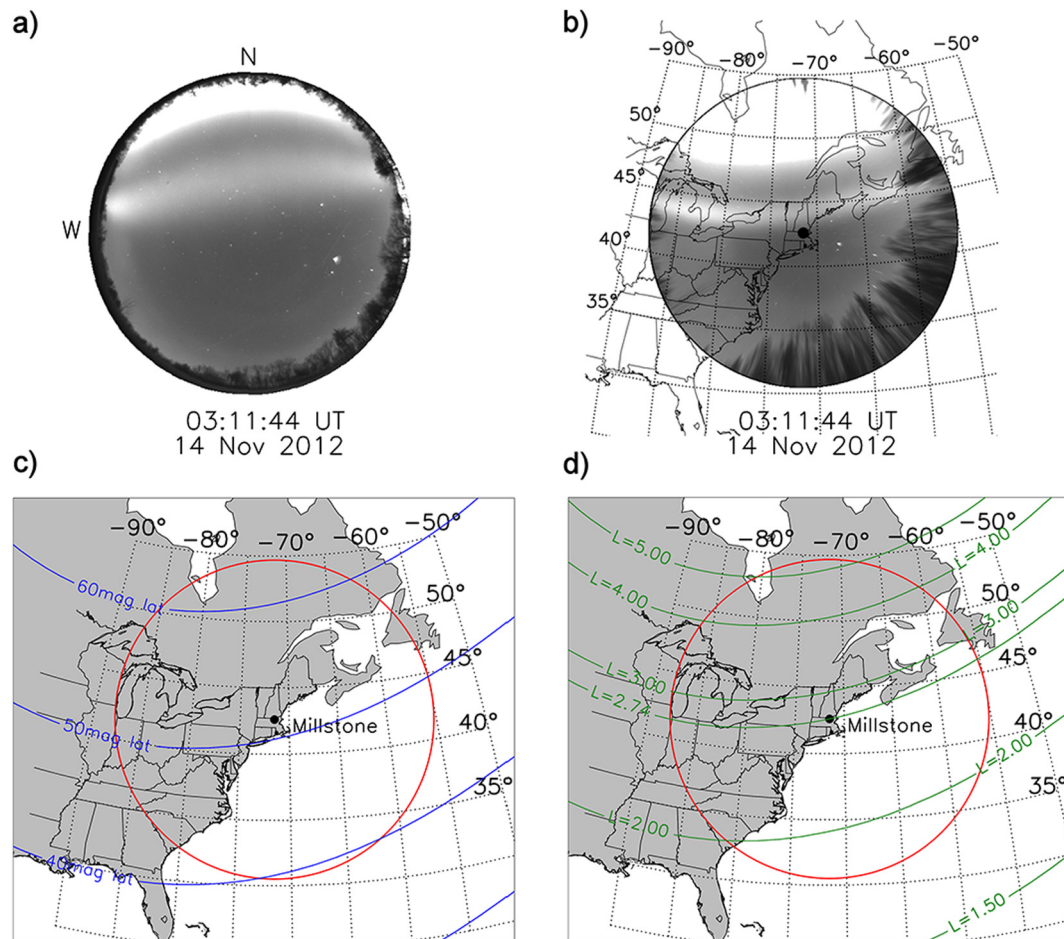 a)
N
W
03:11:44 UT
14 Nov 2012
b)
-90°
-80°
-70°
-60°
-50°
50°
45°
40°
35°
03:11:44 UT
14 Nov 2012
c)
-90°
-80°
-70°
-60°
-50°
60mag lat
50°
45°
50mag lat
Millstone
40°
35°
40mag lat
d)
-90°
-80°
-70°
-60°
-50°
L=5.00
L=4.00
L=4.00
50°
L=3.00
L=3.00
45°
L=2.74
Millstone
40°
L=2.00
35°
L=2.00
L=1.50